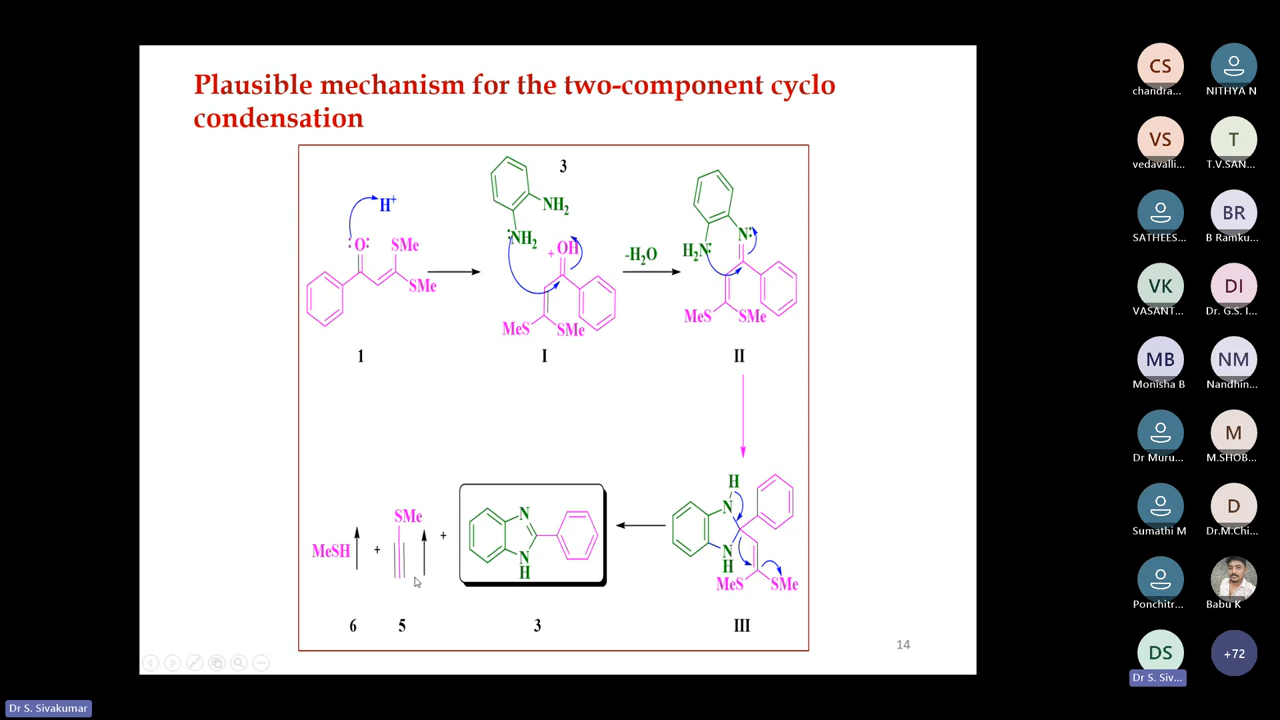 Plausible mechanism for the two-component cyclo
condensation
3
H+
NH2
:NH2
:O:
SMe
SMe
+
OH
MeS
SMe
-H2O
N:
H2N:
MeS
SMe
1
I
II
H
N
N
H
MeS
SMe
N
N
H
+
SMe
+
MeSH
6
5
3
III
14
CS
chandra...
NITHYA N
VS
vedavalli...
T
T.V.SAN...
SATHEES...
BR
B Ramku...
VK
VASANT...
DI
Dr. G.S. I...
MB
Monisha B
NM
Nandhin...
Dr Muru...
M
M.SHOB...
Sumathi M
D
Dr.M.Chi...
Ponchitr...
Babu K
DS
Dr S. Siv...
+72
Dr S. Sivakumar